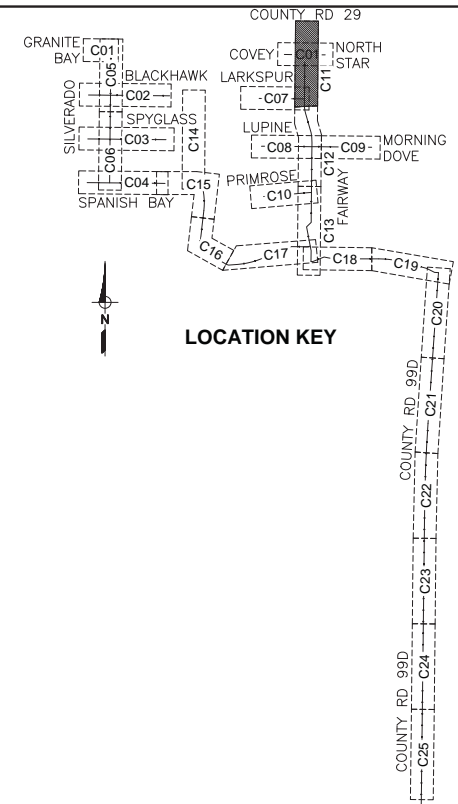 COUNTY RD 29
GRANITE
BAY
C01
C05
BLACKHAWK
C02
SILVERADO
SPYGLASS
C03
C06
C04
SPANISH BAY
C14
C15
C16
C17
COVEY
C01
NORTH
STAR
C11
LARKSPUR
C07
LUPINE
C08
C09
MORNING
DOVE
C12
PRIMROSE
C10
FAIRWAY
C13
C18
C19
C20
N
LOCATION KEY
COUNTY RD 99D
C21
C22
C23
COUNTY RD 99D
C24
C25